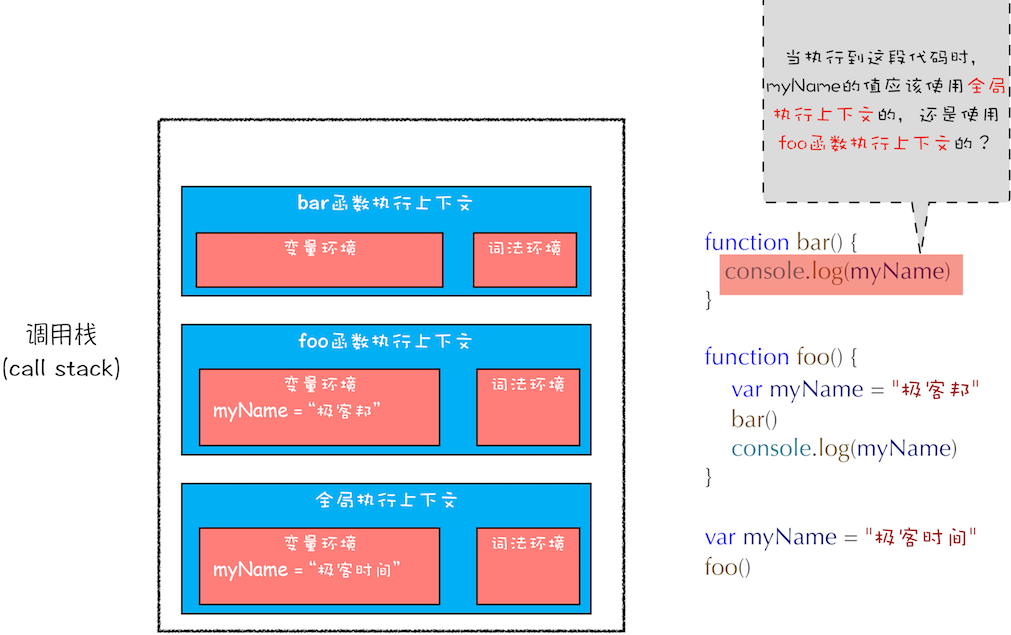 当执行到这段代码时，
myName的值应该使用全局
执行上下文的，还是使用
foo函数执行上下文的？
bar函数执行上下文
变量环境
词法环境
foo函数执行上下文
变量环境
myName = “极客邦”
词法环境
全局执行上下文
变量环境
myName = “极客时间”
词法环境
调用栈
(call stack)
function bar() {
console.log(myName)
}
function foo() {
var myName = "极客邦"
bar()
console.log(myName)
}
var myName = "极客时间"
foo()